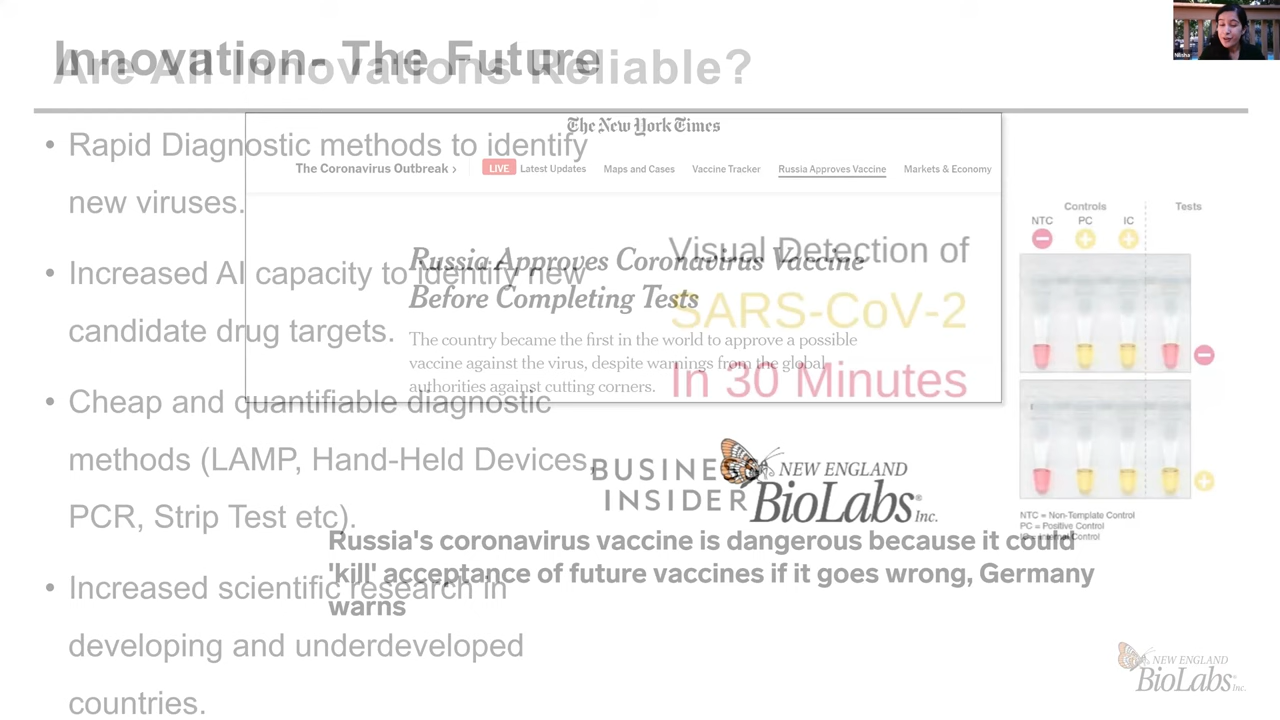 Innovation- The Future
Are All Innovations Reliable?
• Rapid Diagnostic methods to identify
new viruses.
• Increased AI capacity to identify new
candidate drug targets.
• Cheap and quantifiable diagnostic
methods (LAMP, Hand-Held Devices,
PCR, Strip Test etc).
• Increased scientific research in
developing and underdeveloped
countries.
The New York Times
The Coronavirus Outbreak ›
LIVE Latest Updates Maps and Cases Vaccine Tracker Russia Approves Vaccine Markets & Economy
Russia Approves Coronavirus Vaccine
Before Completing Tests
The country became the first in the world to approve a possible
vaccine against the virus, despite warnings from the global
authorities against cutting corners.
Visual Detection of
SARS-CoV-2
In 30 Minutes
Controls Tests
NTC PC IC
NTC = Non-Template Control
PC = Positive Control
IC = Internal Control
BUSINE
INSIDER
NEW ENGLAND
BioLabs® Inc.
Russia's coronavirus vaccine is dangerous because it could
'kill' acceptance of future vaccines if it goes wrong, Germany
warns
NEW ENGLAND
BioLabs® Inc.